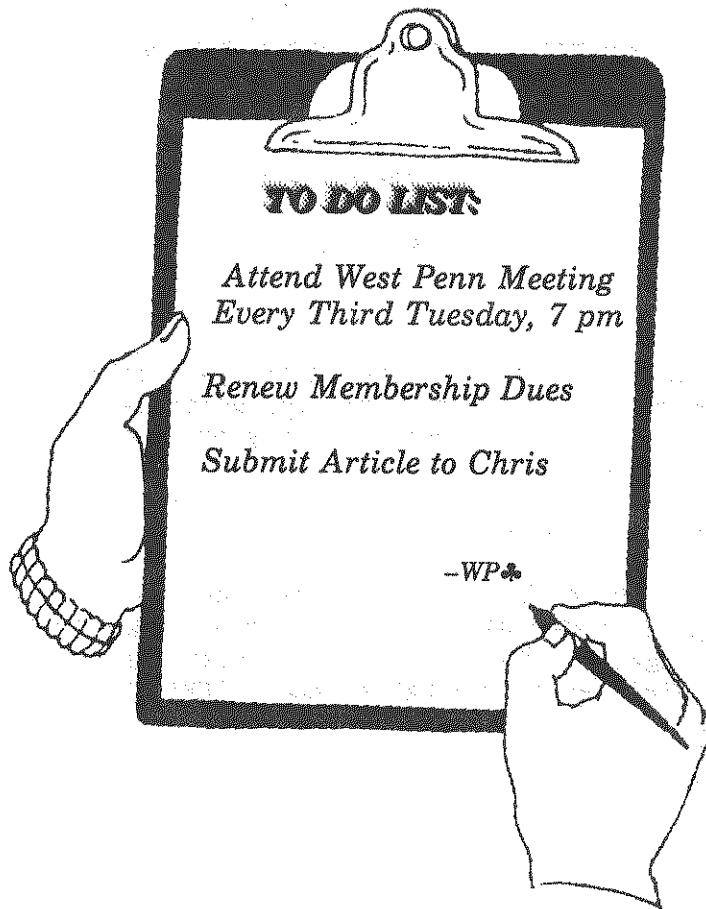 TO DO LIST:
Attend West Penn Meeting
Every Third Tuesday, 7 pm
Renew Membership Dues
Submit Article to Chris
–WP♣